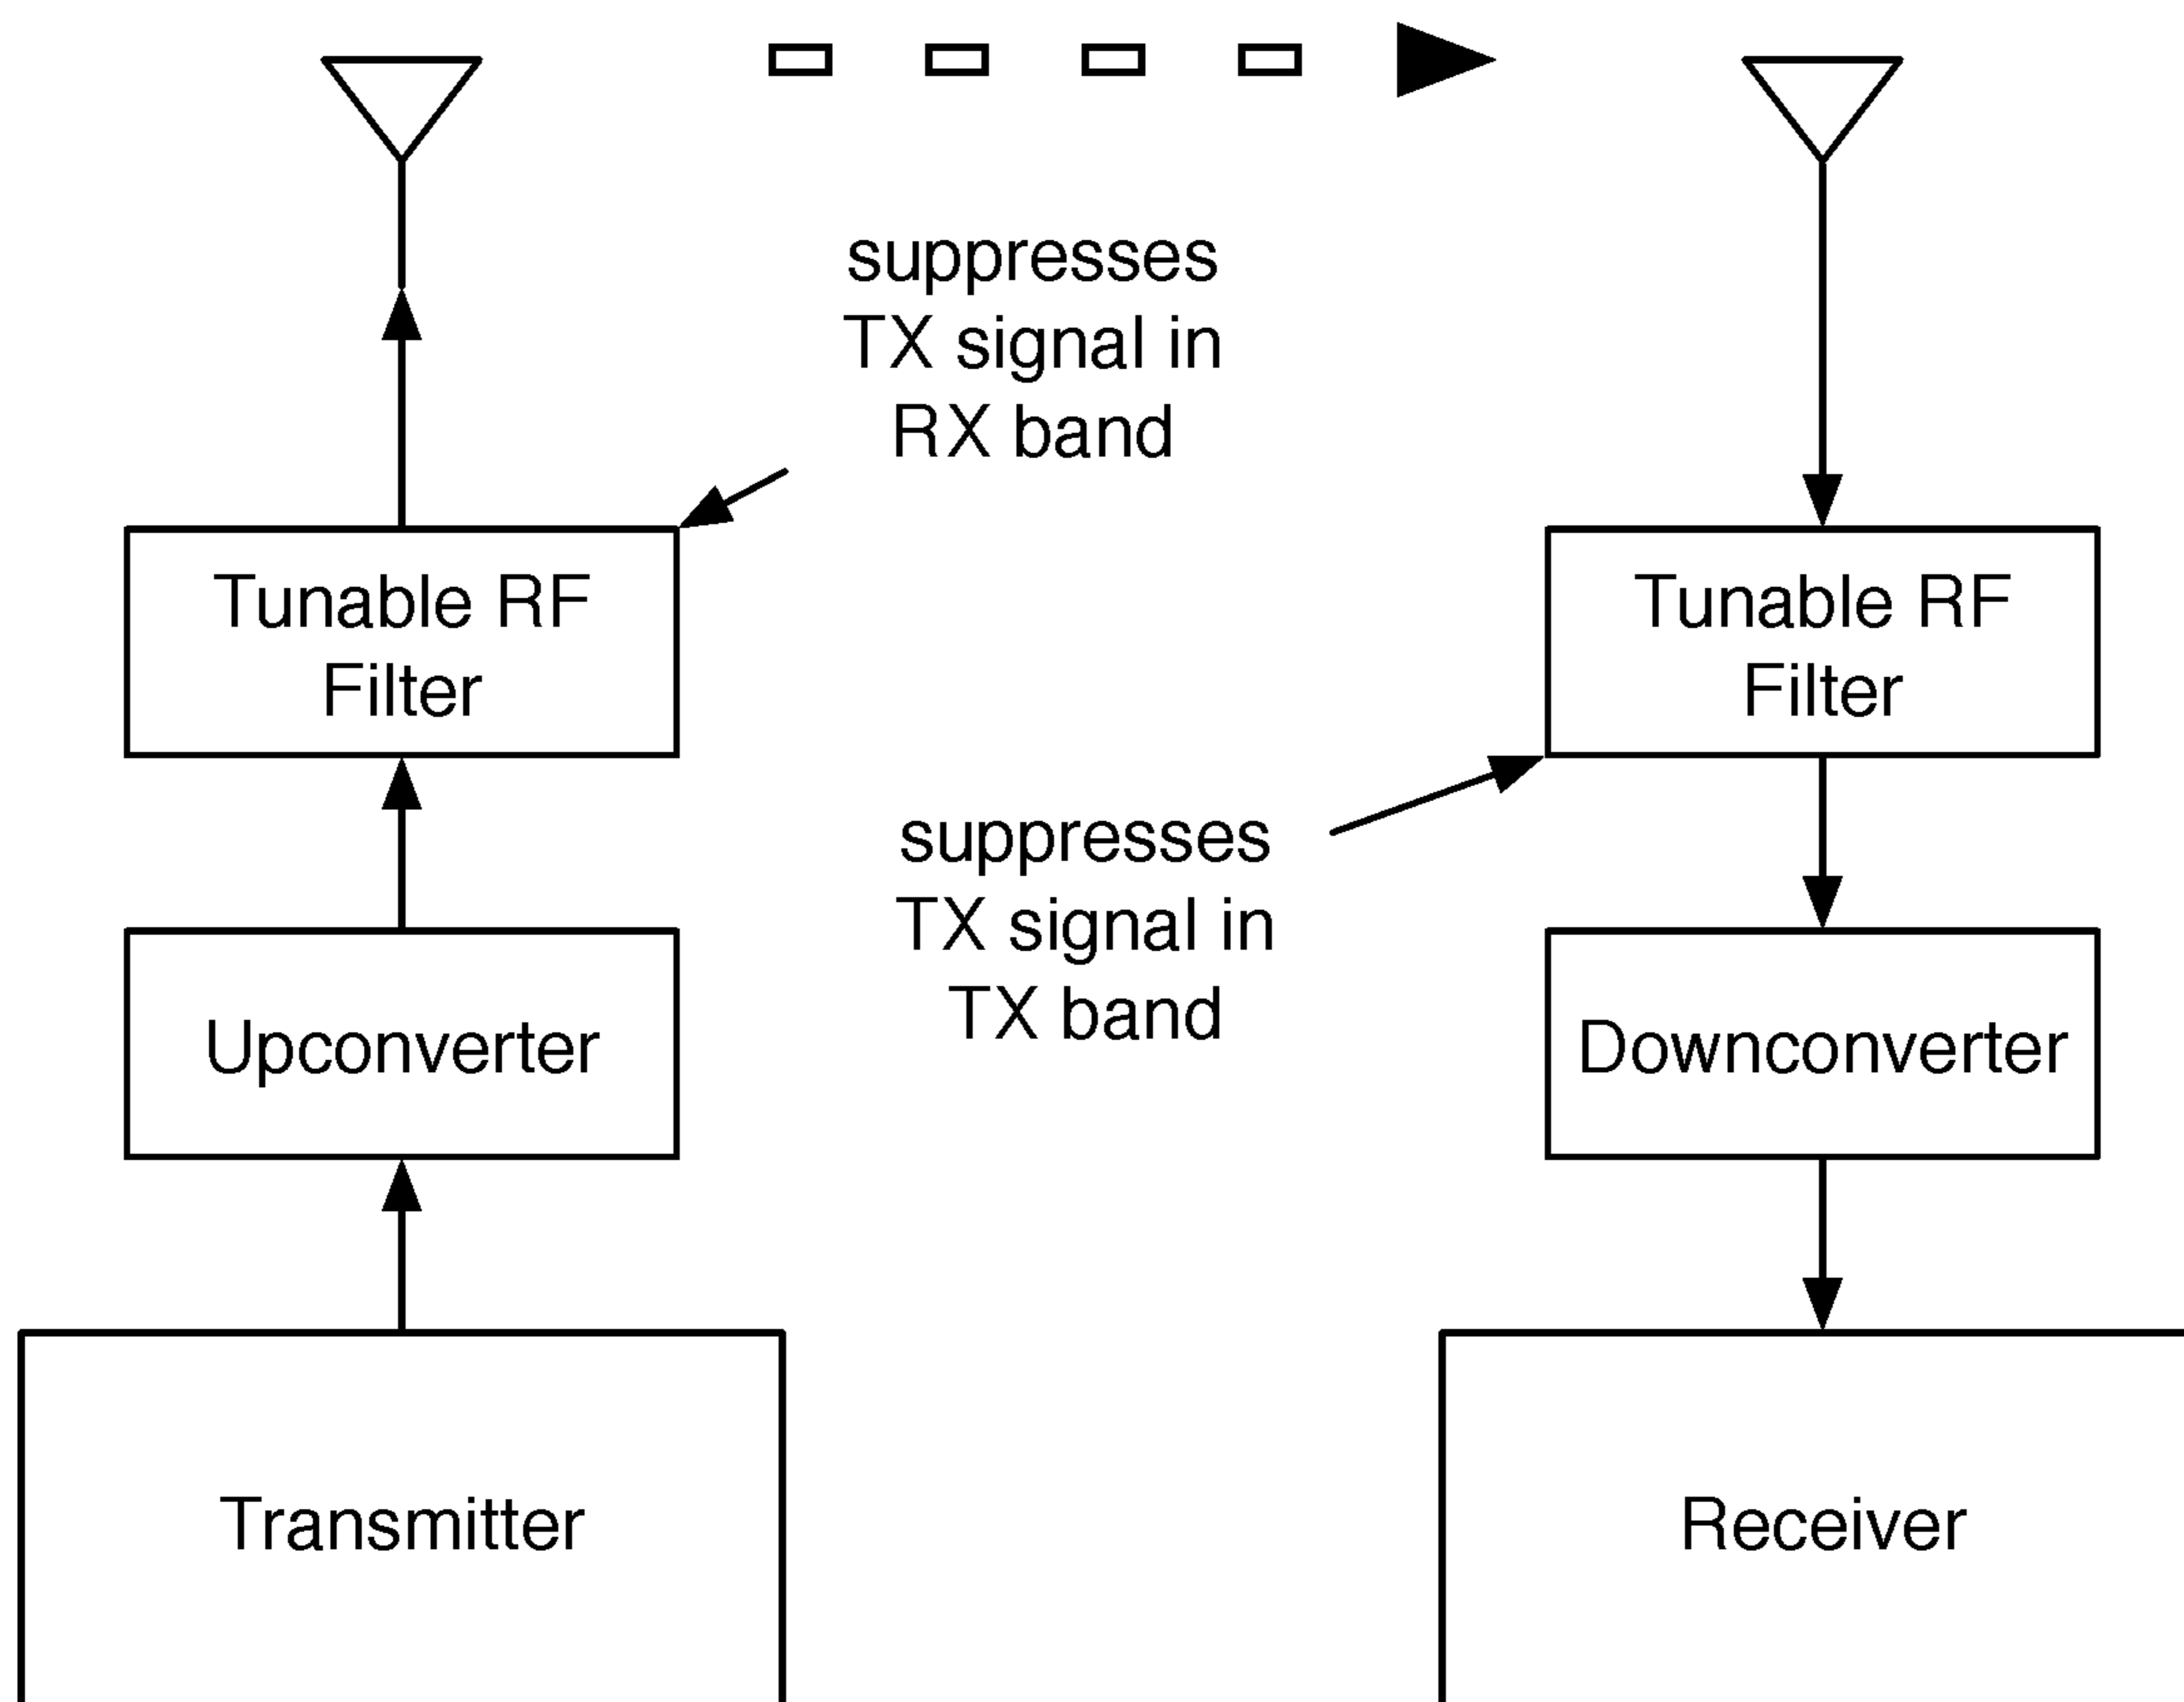 suppresses
TX signal in
RX band
Tunable RF
Filter
Tunable RF
Filter
suppresses
TX signal in
TX band
Upconverter
Downconverter
Transmitter
Receiver